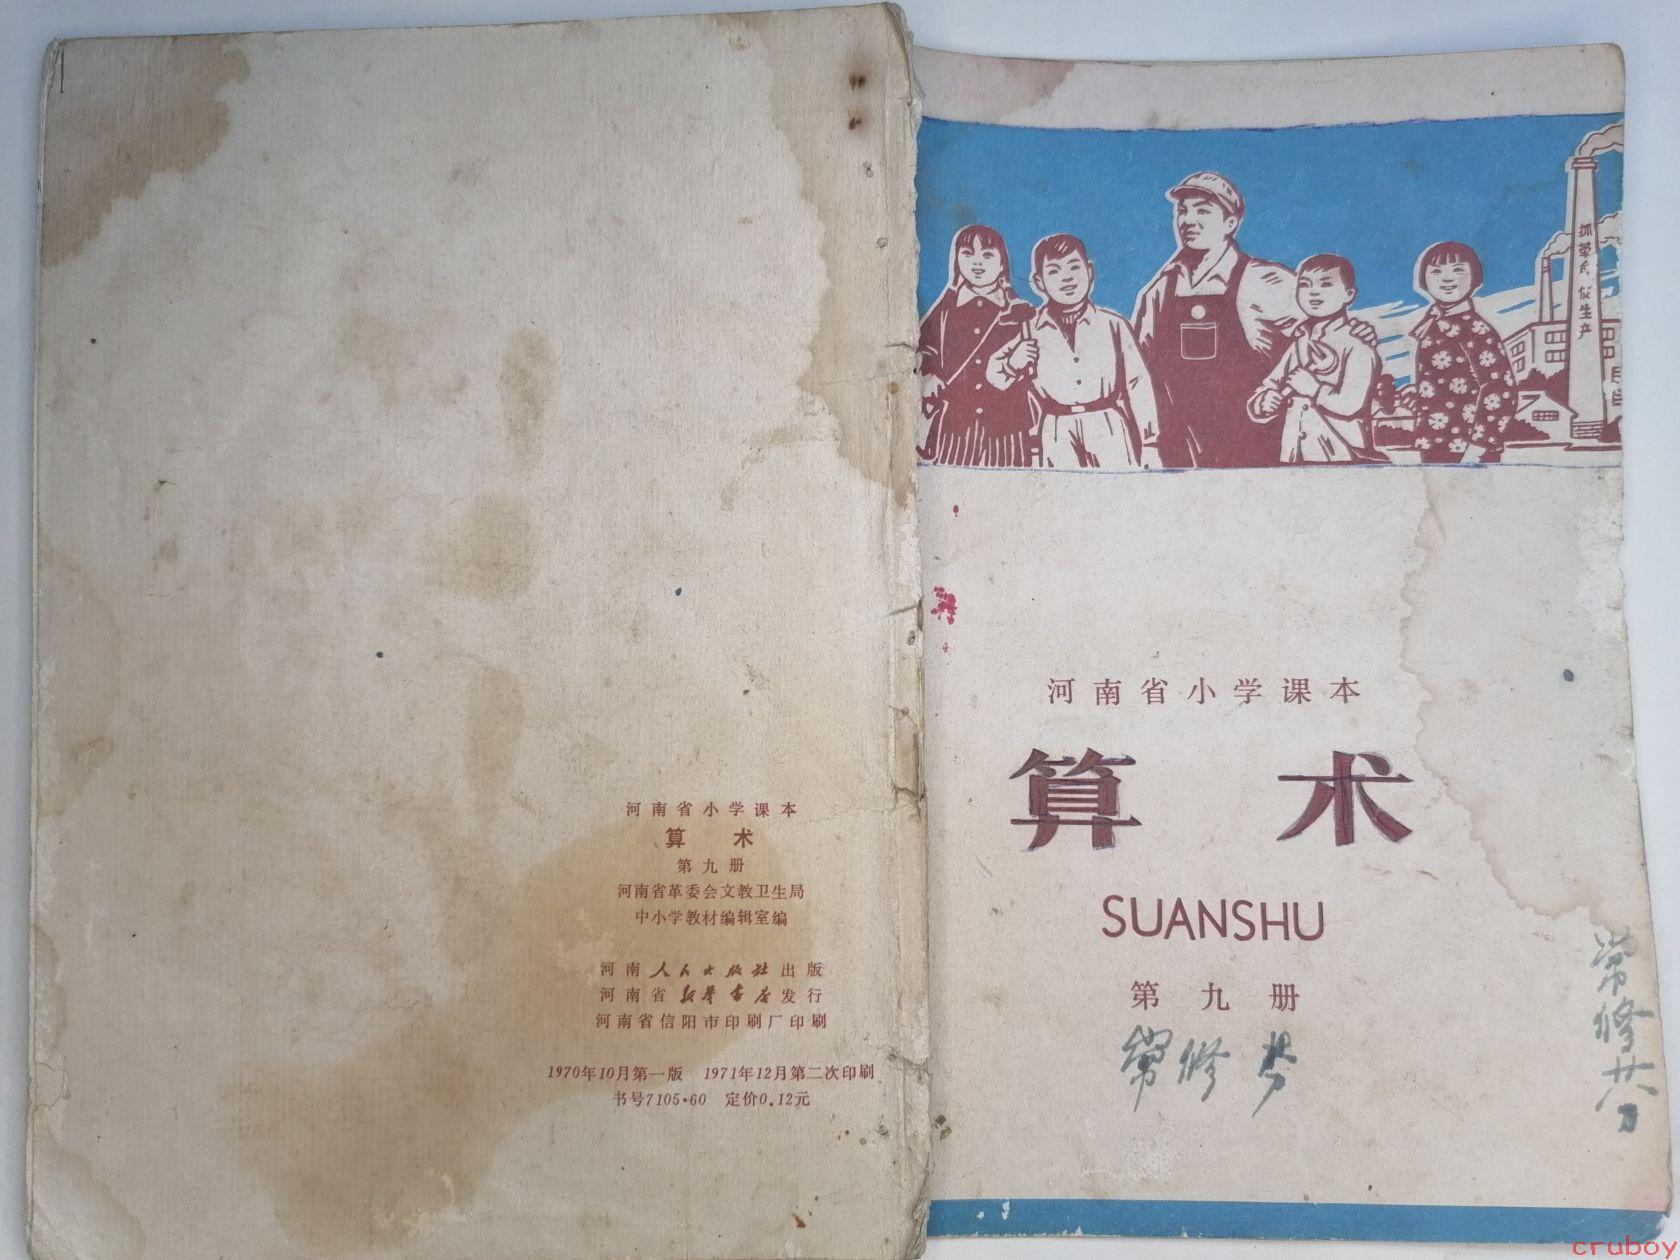 河南省小学课本
算术
第九册
河南省革委会文教卫生局
中小学教材编辑室编
河南人民出版社出版
河南省新华书店发行
河南省信阳市印刷厂印刷
1970年10月第一版 1971年12月第二次印刷
书号7105·60 定价0.12元
抓革命 促生产
河南省小学课本
算术
SUANSHU
第九册
常修
常修
cruboy